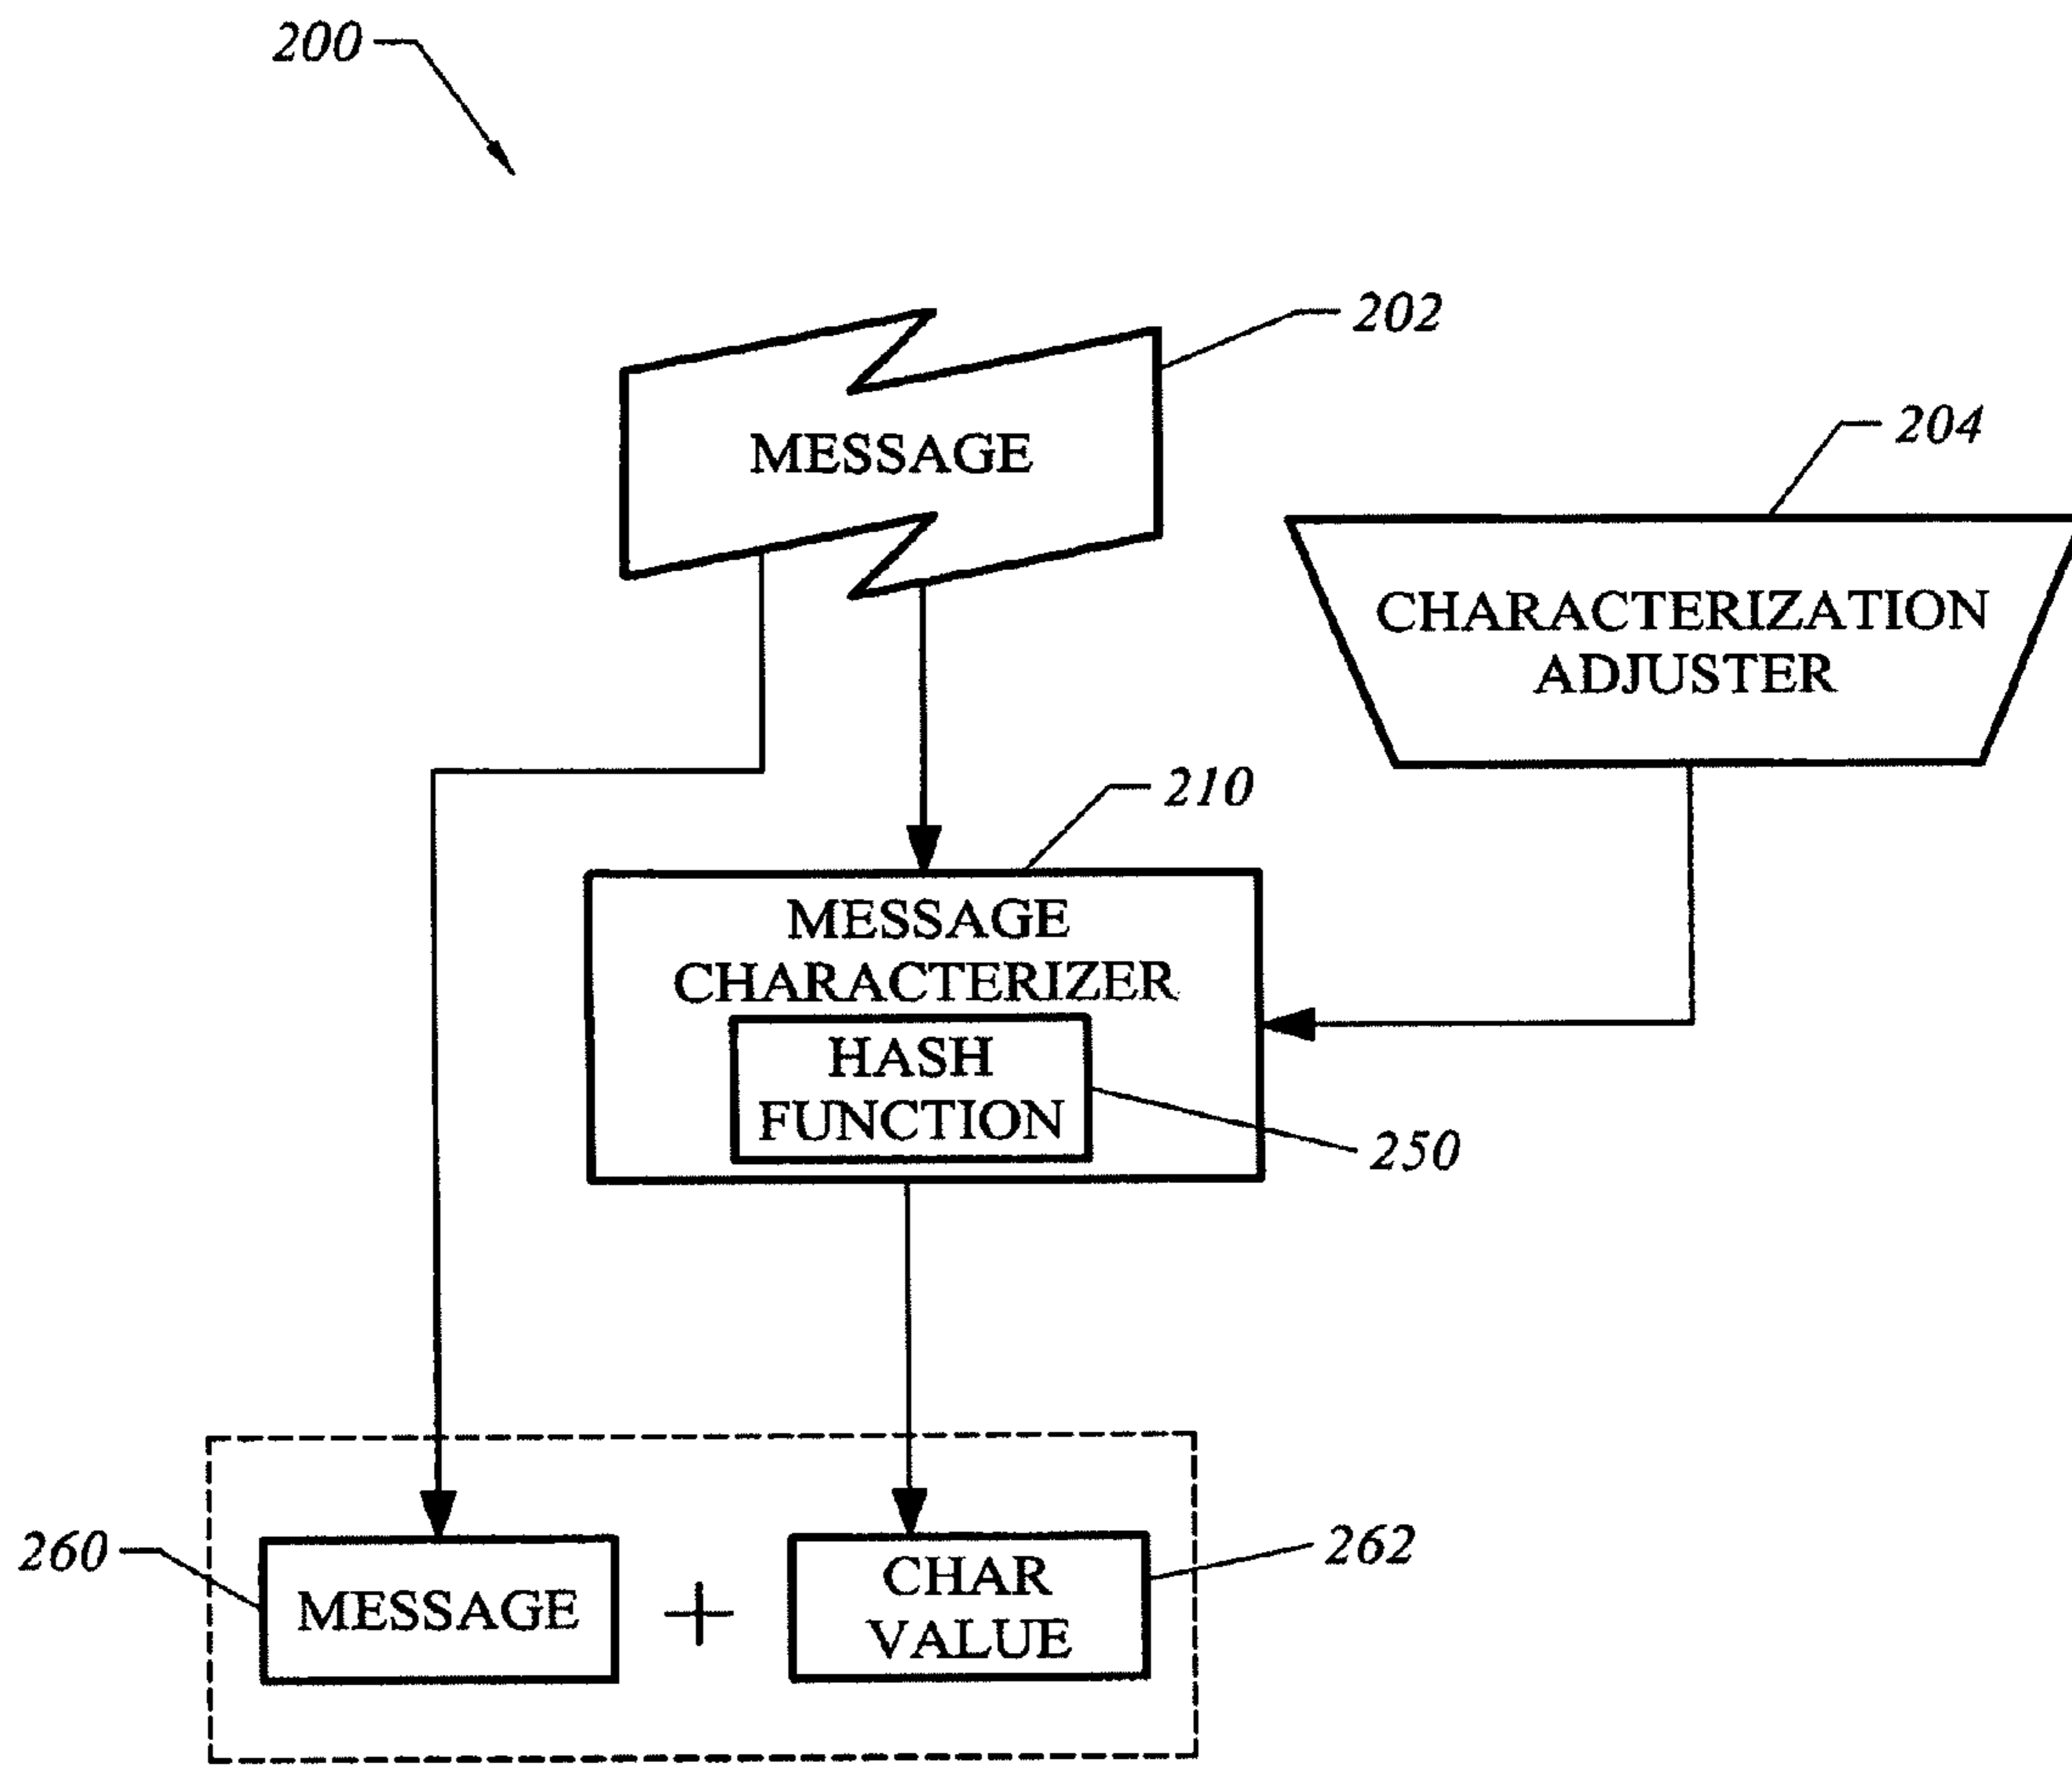 200
202
MESSAGE
204
CHARACTERIZATION
ADJUSTER
210
MESSAGE
CHARACTERIZER
HASH
FUNCTION
250
260
MESSAGE
+
CHAR
VALUE
262